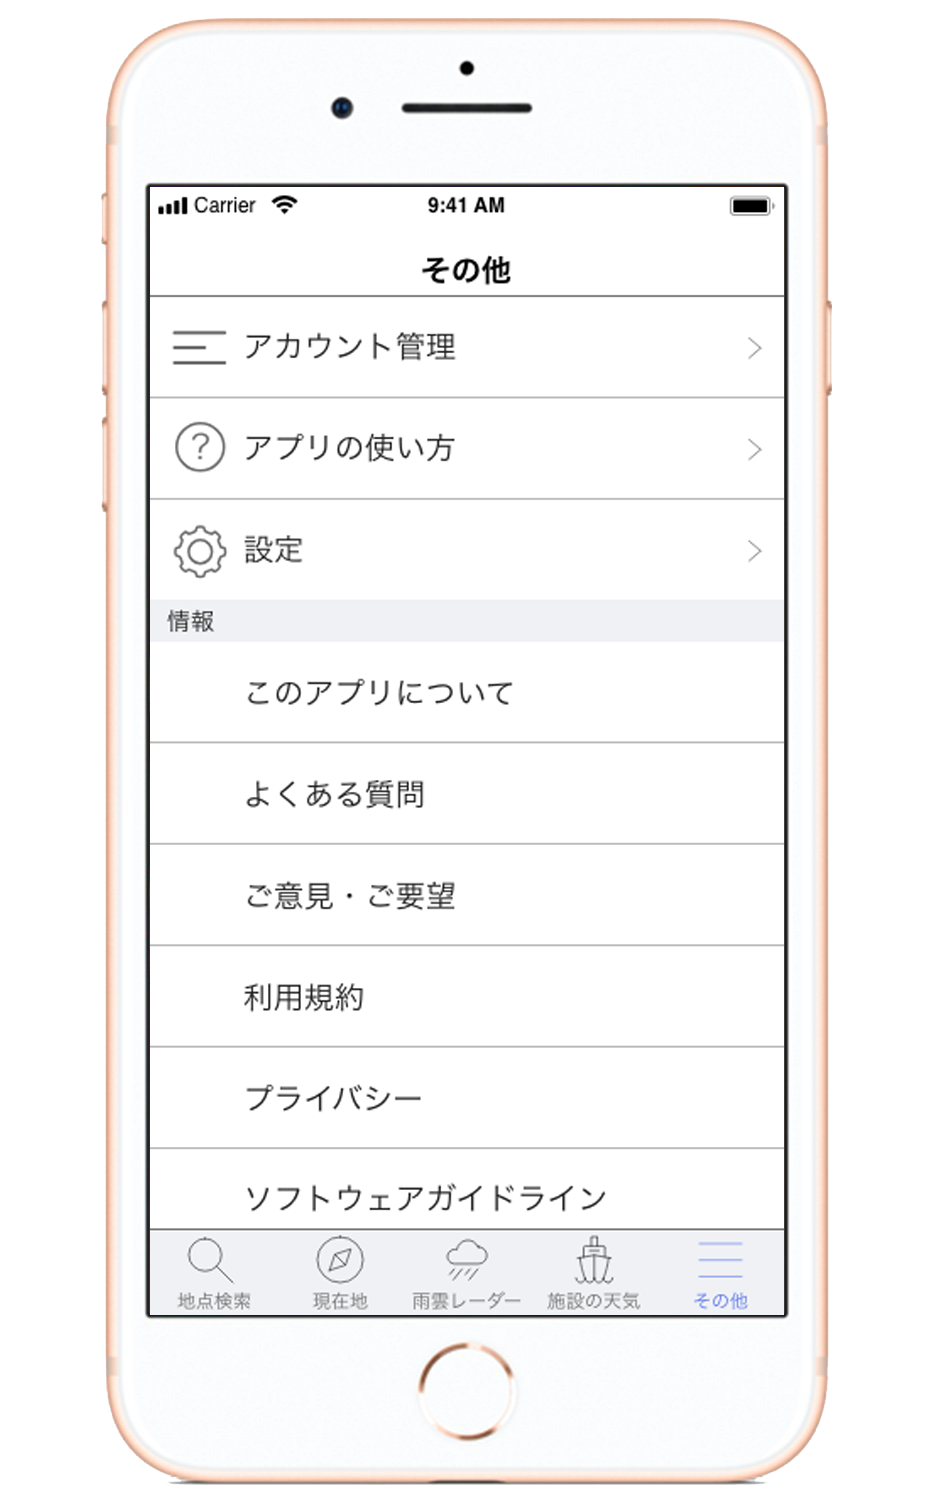 Carrier 9:41 AM
その他
アカウント管理
アプリの使い方
設定
情報
このアプリについて
よくある質問
ご意見・ご要望
利用規約
プライバシー
ソフトウェアガイドライン
地点検索 現在地 雨雲レーダー 施設の天気 その他